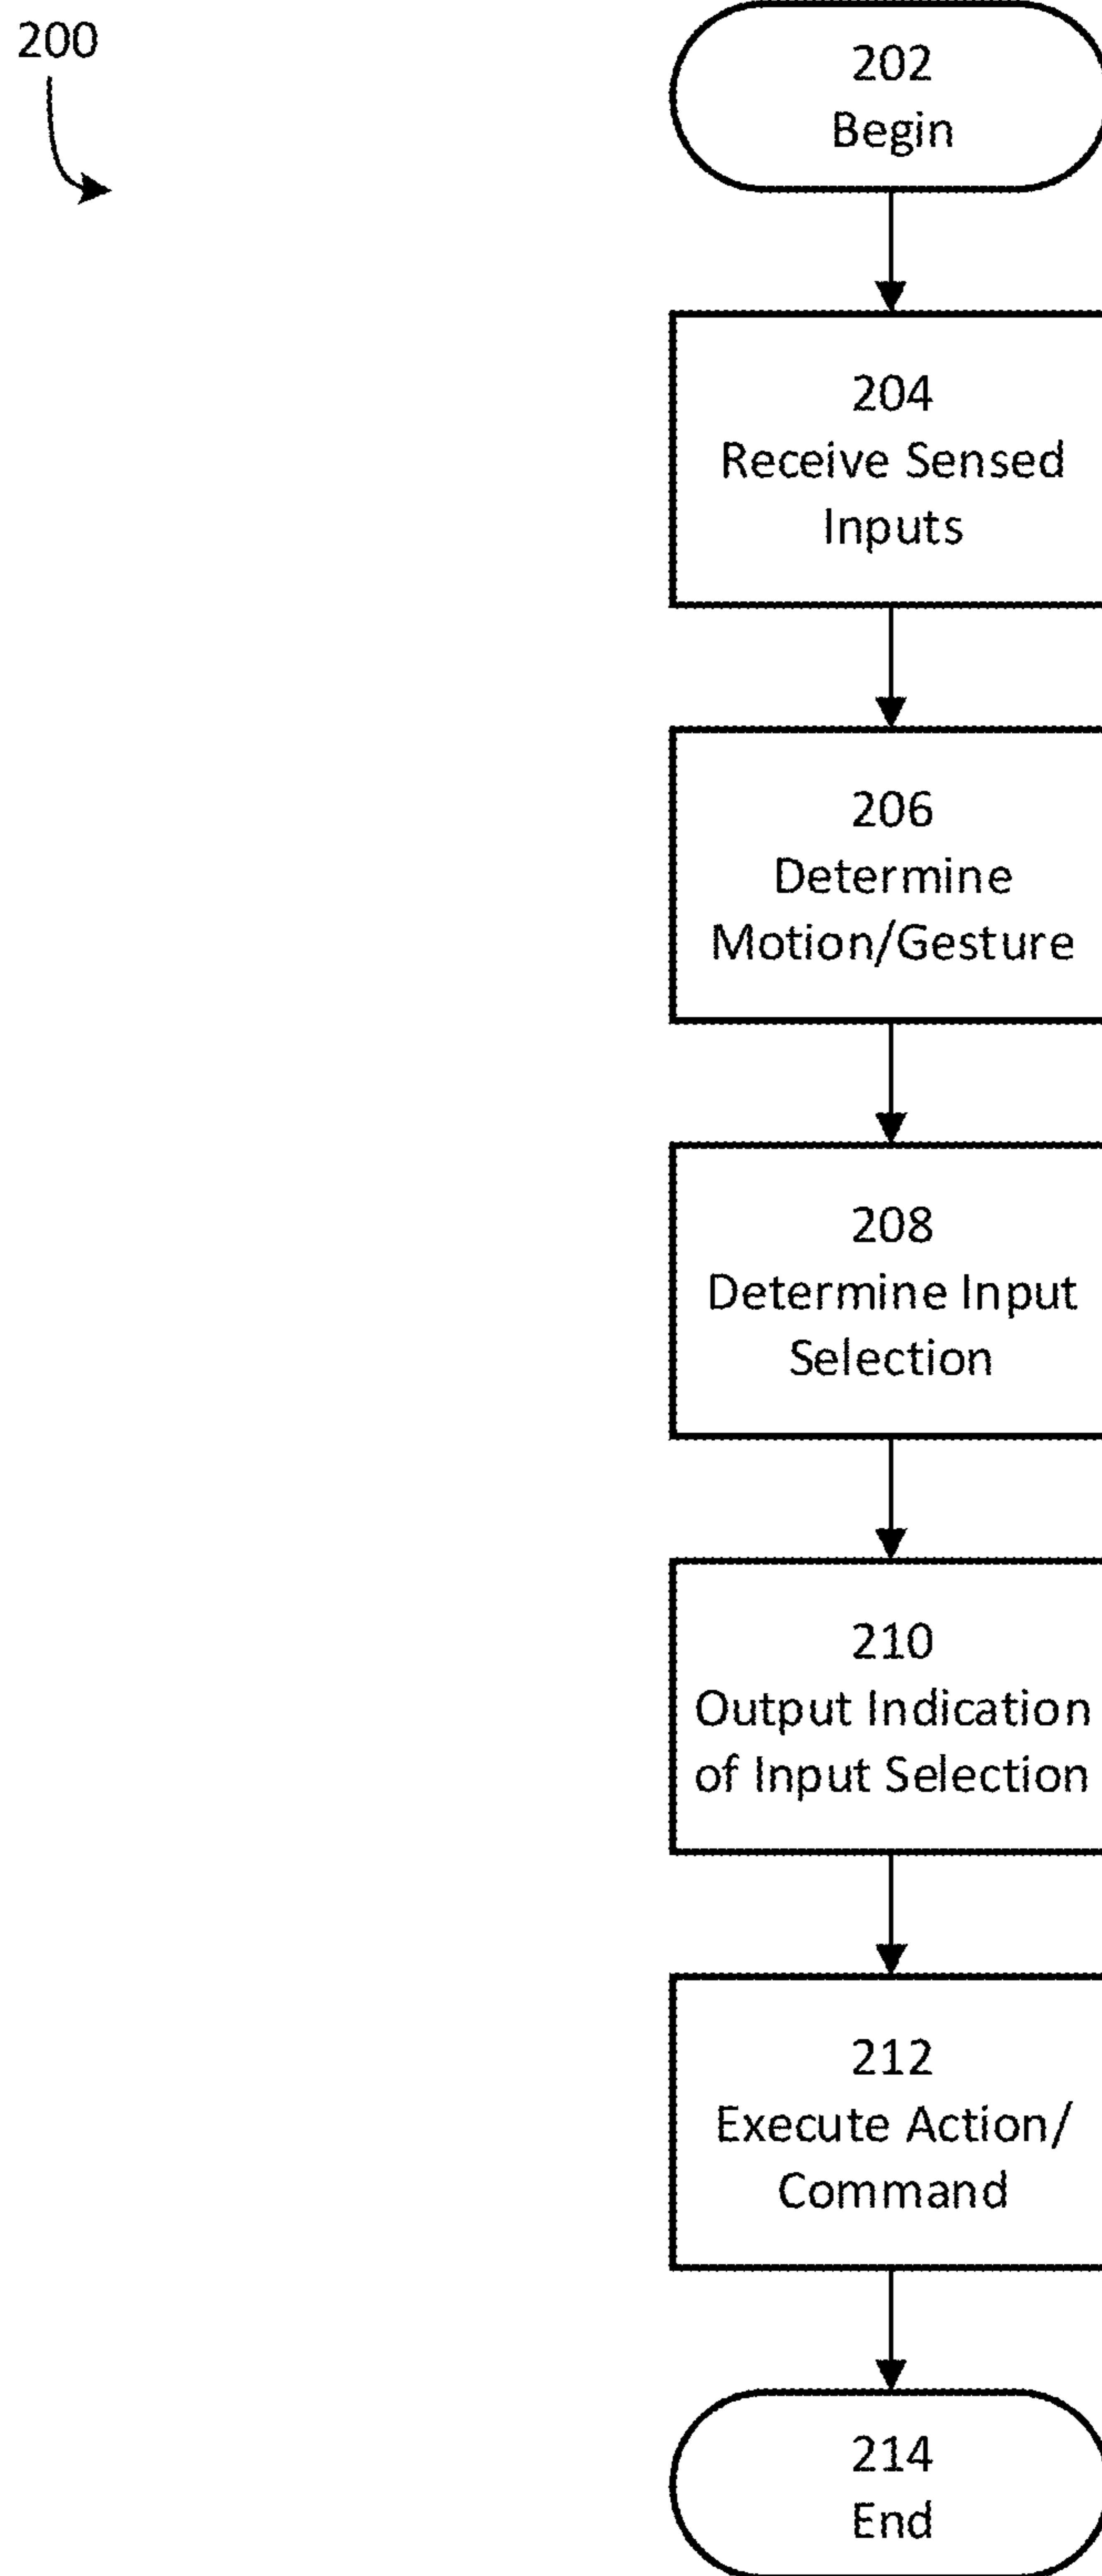 200
202
Begin
204
Receive Sensed
Inputs
206
Determine
Motion/Gesture
208
Determine Input
Selection
210
Output Indication
of Input Selection
212
Execute Action/
Command
214
End